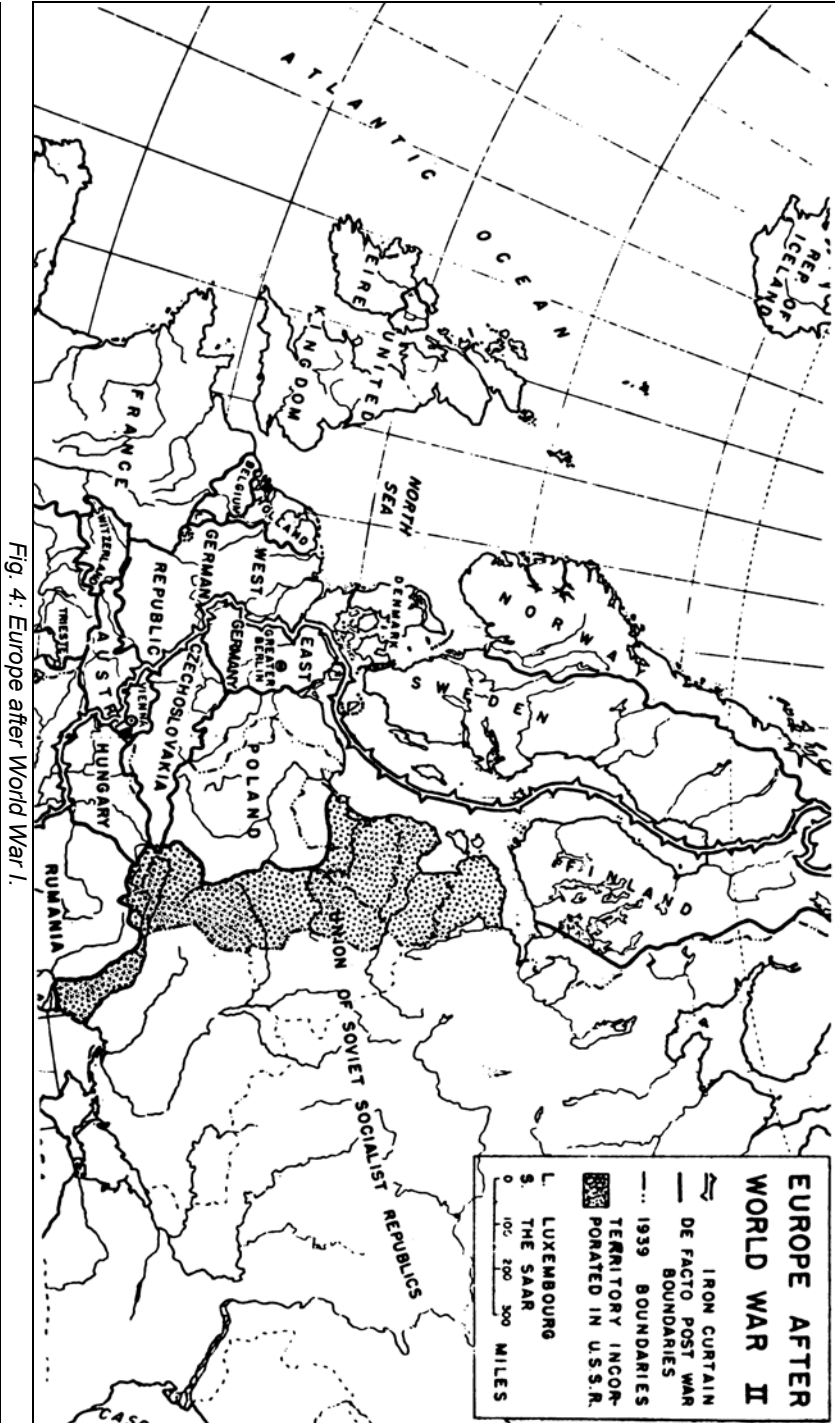 EUROPE AFTER
WORLD WAR II
IRON CURTAIN
DE FACTO POST WAR
BOUNDARIES
1939 BOUNDARIES
TERRITORY INCOR-
PORATED IN U.S.S.R.
L. LUXEMBOURG
S. THE SAAR
0 100 200 300 MILES
REP. OF
ICELAND
ATLANTIC OCEAN
NORTH
SEA
EIRE
UNITED
KINGDOM
NORWA
SWEDEN
FINLAND
DENMARK
HOLLAND
BELGIUM
WEST
GERMAN
REPUBLIC
EAST
GERMANY
GREATER
BERLIN
POLAND
CZECHOSLOVAKIA
FRANCE
SWITZERLAND
AUSTR
VIENNA
HUNGARY
TRIESTE
RUMANIA
UNION OF SOVIET SOCIALIST REPUBLICS
CASP
Fig. 4: Europe after World War I.